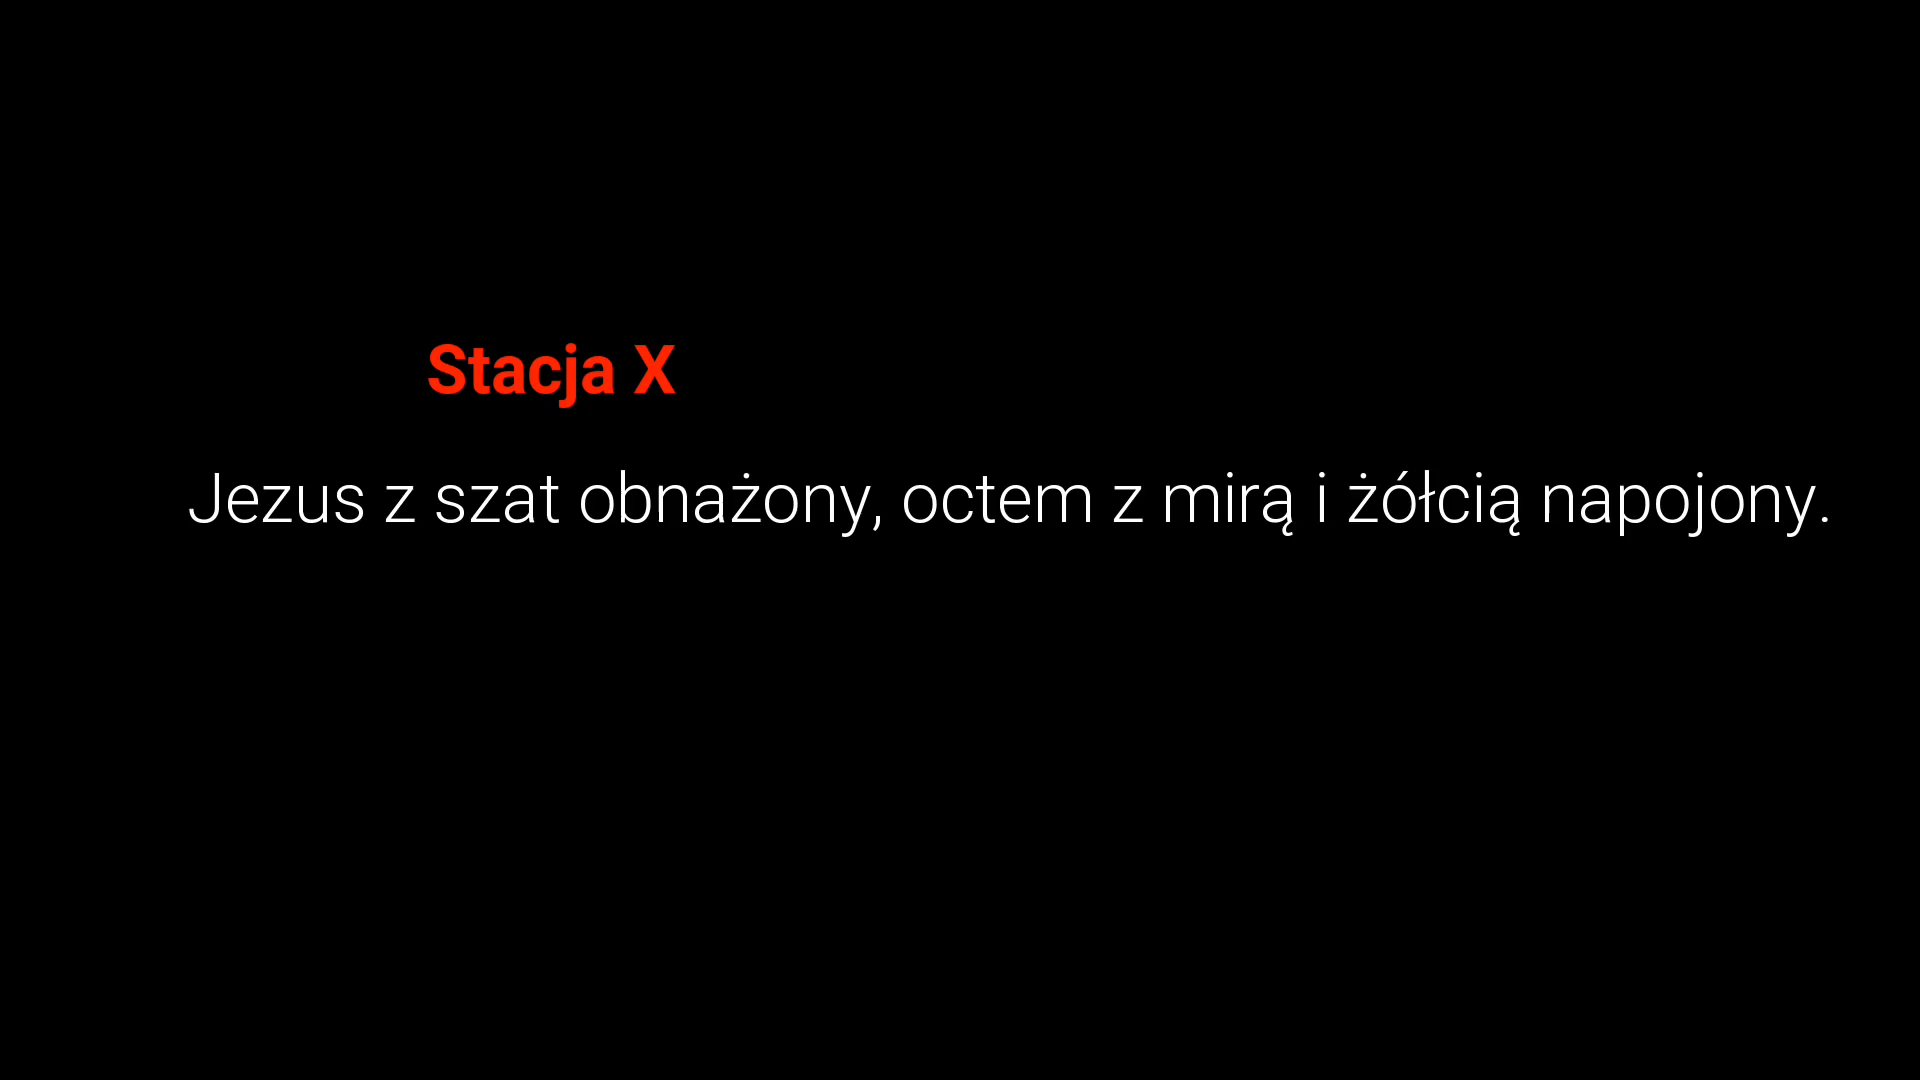 Stacja X
Jezus z szat obnażony, octem z mirą i żółcią napojony.